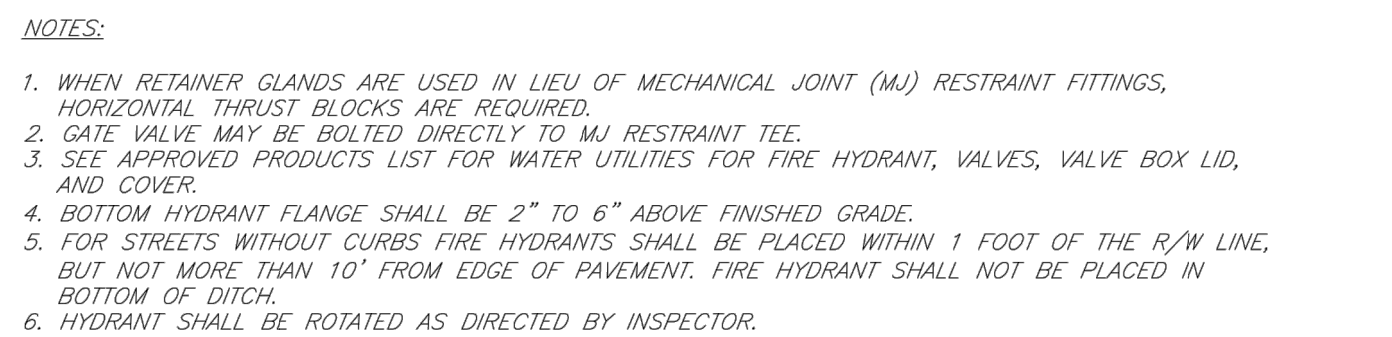 NOTES:
1. WHEN RETAINER GLANDS ARE USED IN LIEU OF MECHANICAL JOINT (MJ) RESTRAINT FITTINGS,
HORIZONTAL THRUST BLOCKS ARE REQUIRED.
2. GATE VALVE MAY BE BOLTED DIRECTLY TO MJ RESTRAINT TEE.
3. SEE APPROVED PRODUCTS LIST FOR WATER UTILITIES FOR FIRE HYDRANT, VALVES, VALVE BOX LID,
AND COVER.
4. BOTTOM HYDRANT FLANGE SHALL BE 2" TO 6" ABOVE FINISHED GRADE.
5. FOR STREETS WITHOUT CURBS FIRE HYDRANTS SHALL BE PLACED WITHIN 1 FOOT OF THE R/W LINE,
BUT NOT MORE THAN 10' FROM EDGE OF PAVEMENT. FIRE HYDRANT SHALL NOT BE PLACED IN
BOTTOM OF DITCH.
6. HYDRANT SHALL BE ROTATED AS DIRECTED BY INSPECTOR.